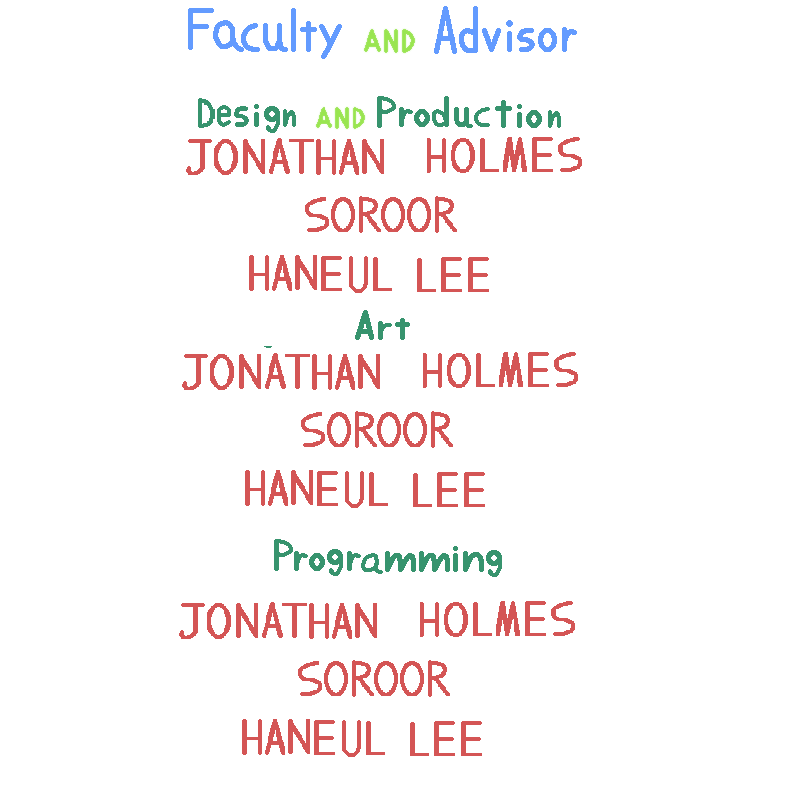 Faculty AND Advisor
Design AND Production
JONATHAN HOLMES
SOROOR
HANEUL LEE
Art
JONATHAN HOLMES
SOROOR
HANEUL LEE
Programming
JONATHAN HOLMES
SOROOR
HANEUL LEE